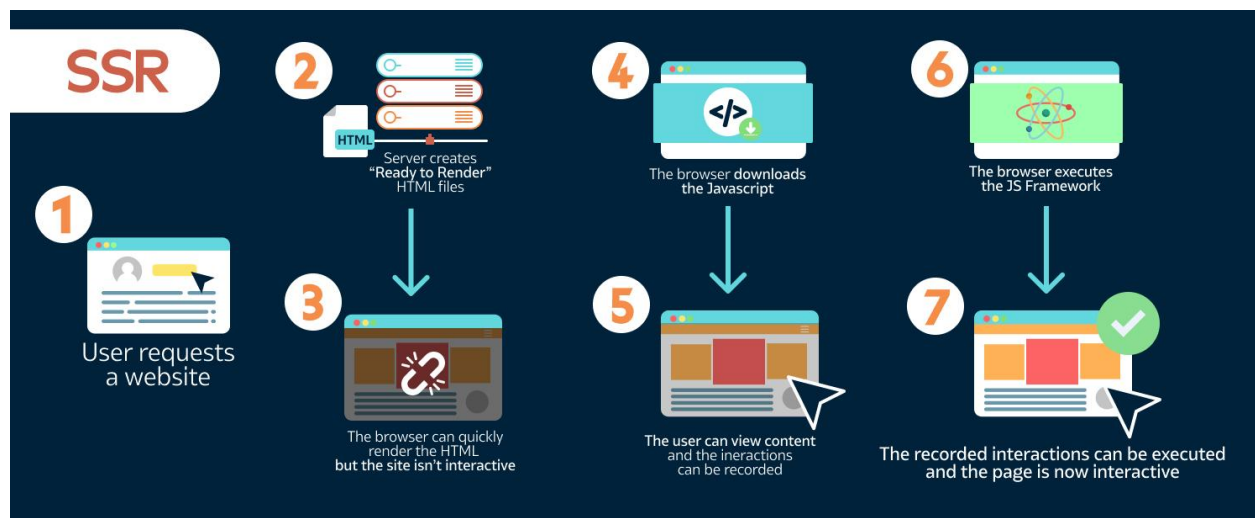 SSR
1
User requests
a website
2
HTML
Server creates
“Ready to Render”
HTML files
3
The browser can quickly
render the HTML
but the site isn't interactive
4
</>
The browser downloads
the Javascript
5
The user can view content
and the ineractions
can be recorded
6
The browser executes
the JS Framework
7
The recorded interactions can be executed
and the page is now interactive